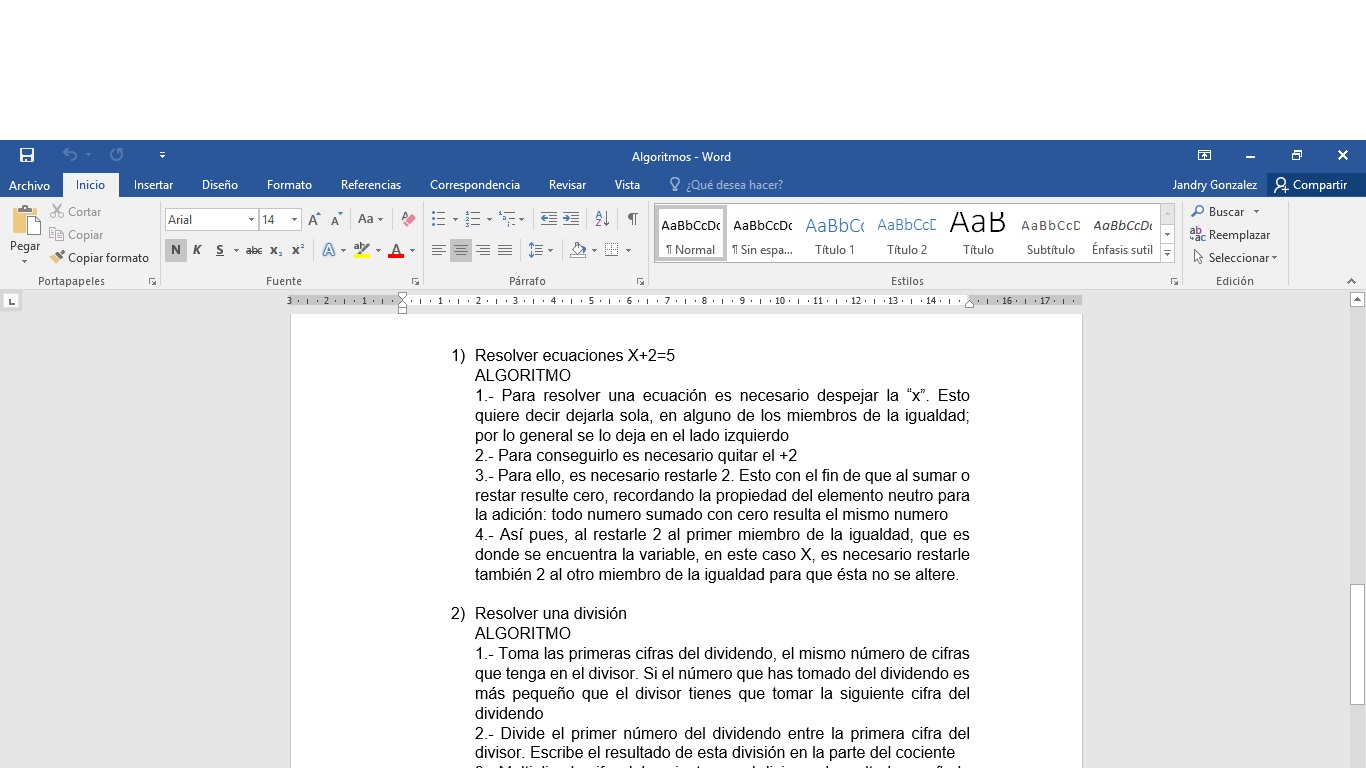 Algoritmos - Word
Archivo Inicio Insertar Diseño Formato Referencias Correspondencia Revisar Vista ¿Qué desea hacer? Jandry Gonzalez Compartir
Pegar
Cortar
Copiar
Copiar formato
Portapapeles
Arial 14
Aa
N K S abc x₂ x²
A ab A
Fuente
Párrafo
AaBbCcDc AaBbCcDc AaBbCc AaBbCcD AaB AaBbCcD AaBbCcDc
¶ Normal ¶ Sin espa... Título 1 Título 2 Título Subtítulo Énfasis sutil
Estilos
Buscar
Reemplazar
Seleccionar
Edición
3 2 1 1 2 3 4 5 6 7 8 9 10 11 12 13 14 16 17
1) Resolver ecuaciones X+2=5
ALGORITMO
1.- Para resolver una ecuación es necesario despejar la “x”. Esto
quiere decir dejarla sola, en alguno de los miembros de la igualdad;
por lo general se lo deja en el lado izquierdo
2.- Para conseguirlo es necesario quitar el +2
3.- Para ello, es necesario restarle 2. Esto con el fin de que al sumar o
restar resulte cero, recordando la propiedad del elemento neutro para
la adición: todo numero sumado con cero resulta el mismo numero
4.- Así pues, al restarle 2 al primer miembro de la igualdad, que es
donde se encuentra la variable, en este caso X, es necesario restarle
también 2 al otro miembro de la igualdad para que ésta no se altere.
2) Resolver una división
ALGORITMO
1.- Toma las primeras cifras del dividendo, el mismo número de cifras
que tenga en el divisor. Si el número que has tomado del dividendo es
más pequeño que el divisor tienes que tomar la siguiente cifra del
dividendo
2.- Divide el primer número del dividendo entre la primera cifra del
divisor. Escribe el resultado de esta división en la parte del cociente